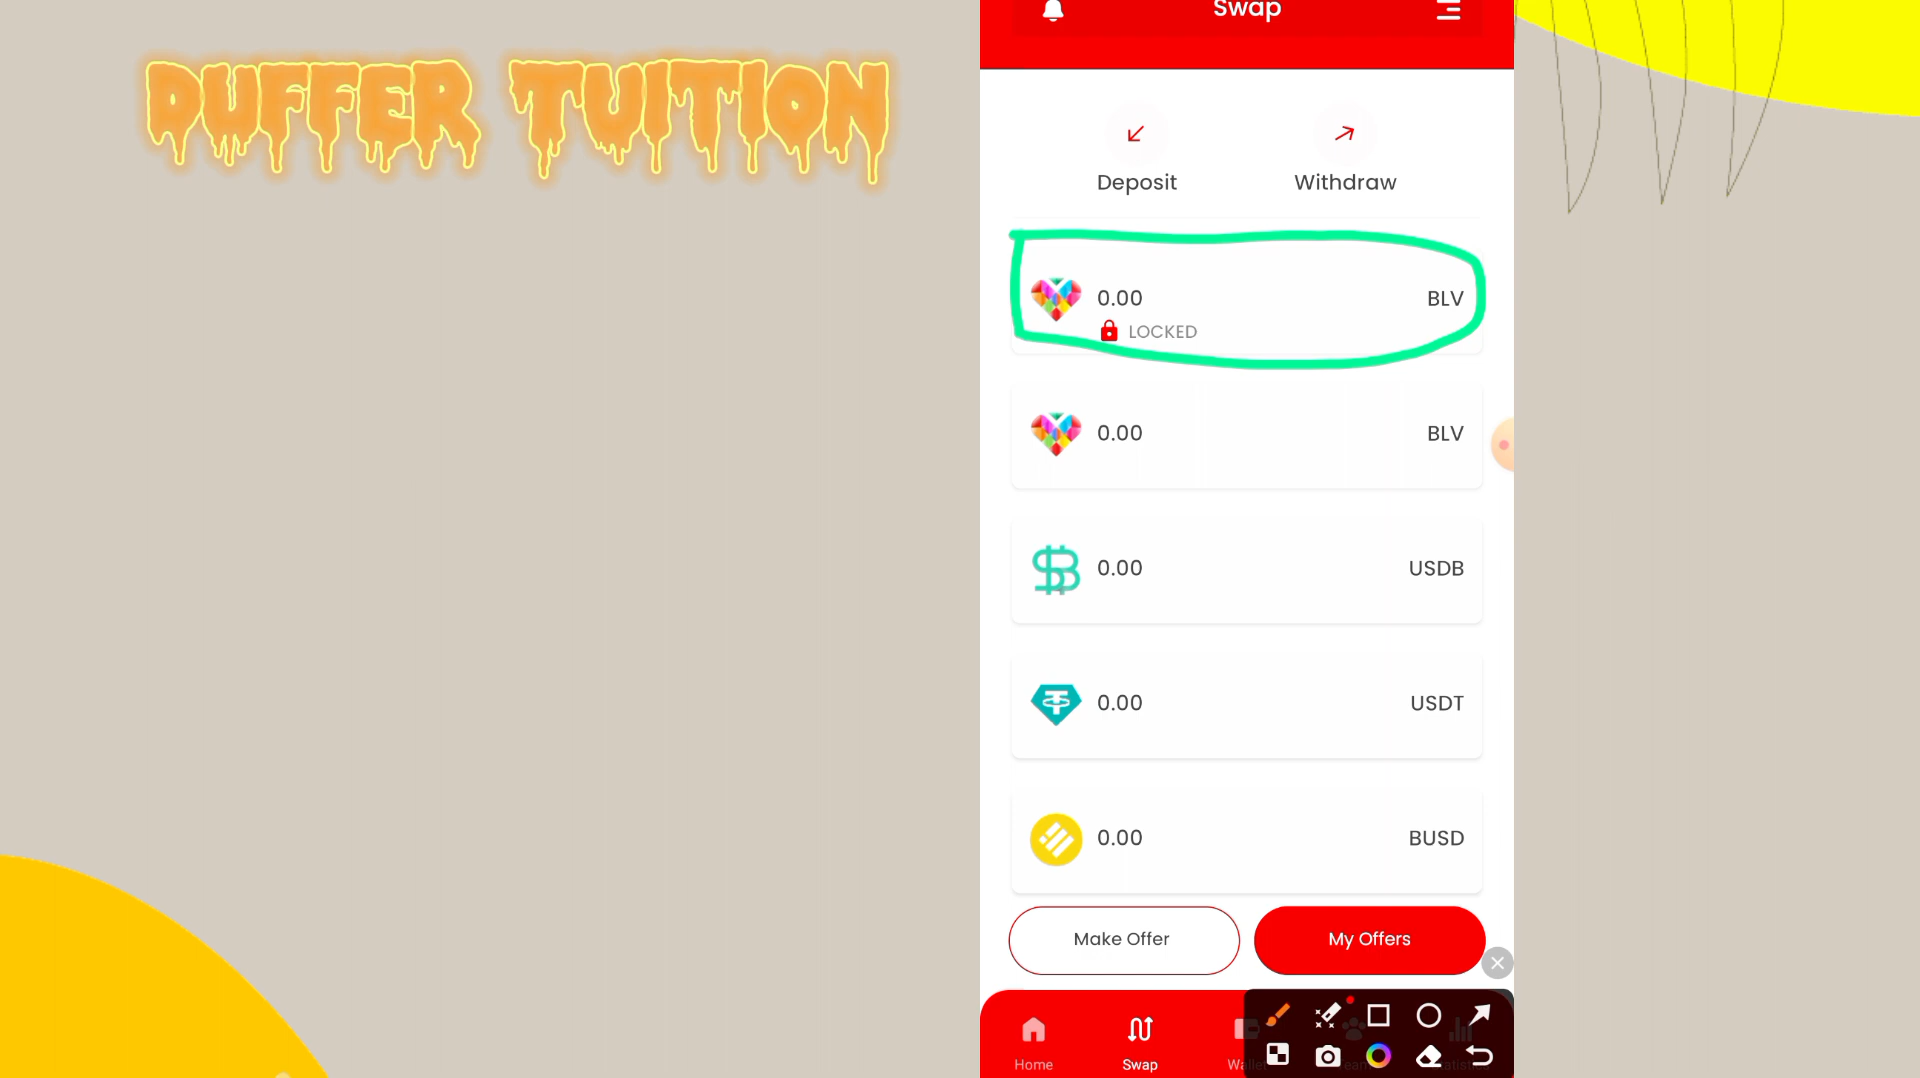 DUFFER TUITION
Swap
Deposit
Withdraw
0.00
BLV
LOCKED
0.00
BLV
0.00
USDB
0.00
USDT
0.00
BUSD
Make Offer
My Offers
Home
Swap